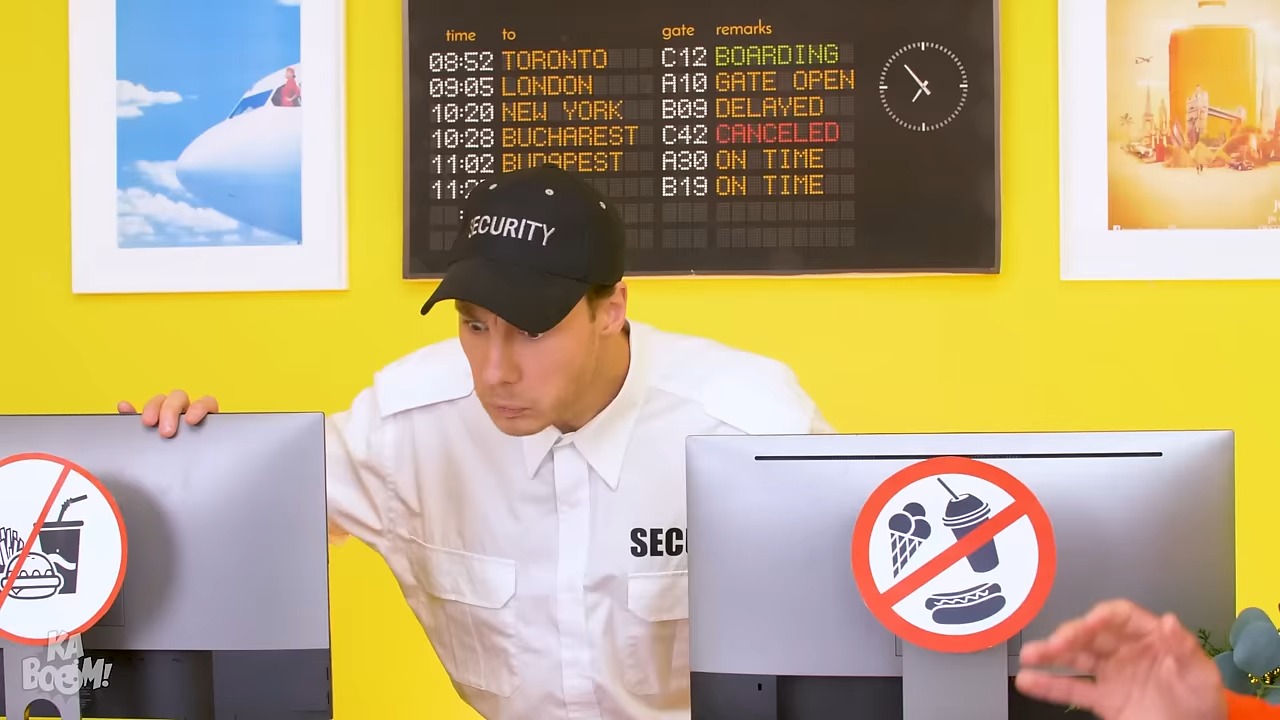 time to gate remarks
08:52 TORONTO C12 BOARDING
09:05 LONDON A10 GATE OPEN
10:20 NEW YORK B09 DELAYED
10:28 BUCHAREST C42 CANCELED
11:02 BUDAPEST A30 ON TIME
B19 ON TIME
SECURITY
KA
BOOM!